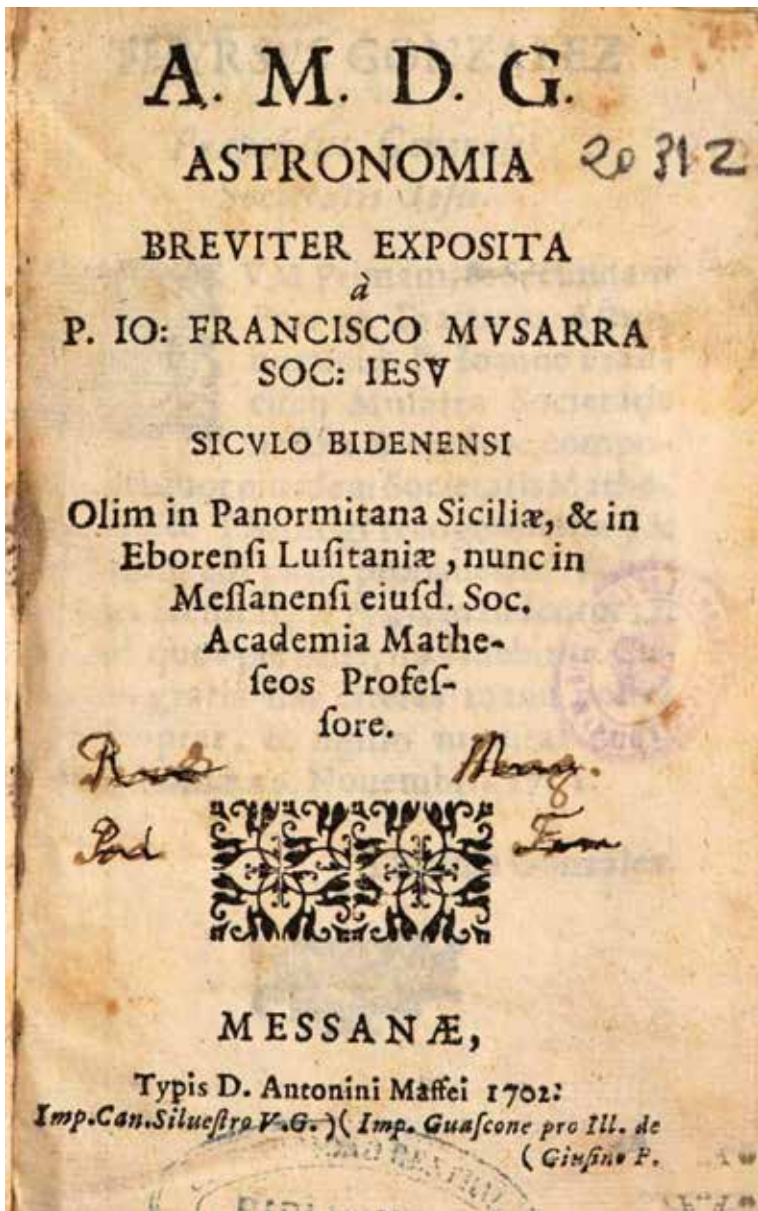 A. M. D. G.
ASTRONOMIA 20312
BREVITER EXPOSITA
à
P. IO: FRANCISCO MVSARRA
SOC: IESV
SICVLO BIDENENSI
Olim in Panormitana Siciliæ, & in
Eborenſi Luſitaniæ, nunc in
Meſſanenſi eiuſd. Soc.
Academia Mathe-
ſeos Profeſ-
ſore.
MESSANÆ,
Typis D. Antonini Maffei 1702:
Imp.Can.Silueſtro V.G.)( Imp. Guaſcone pro Ill. de
( Giuſino P.